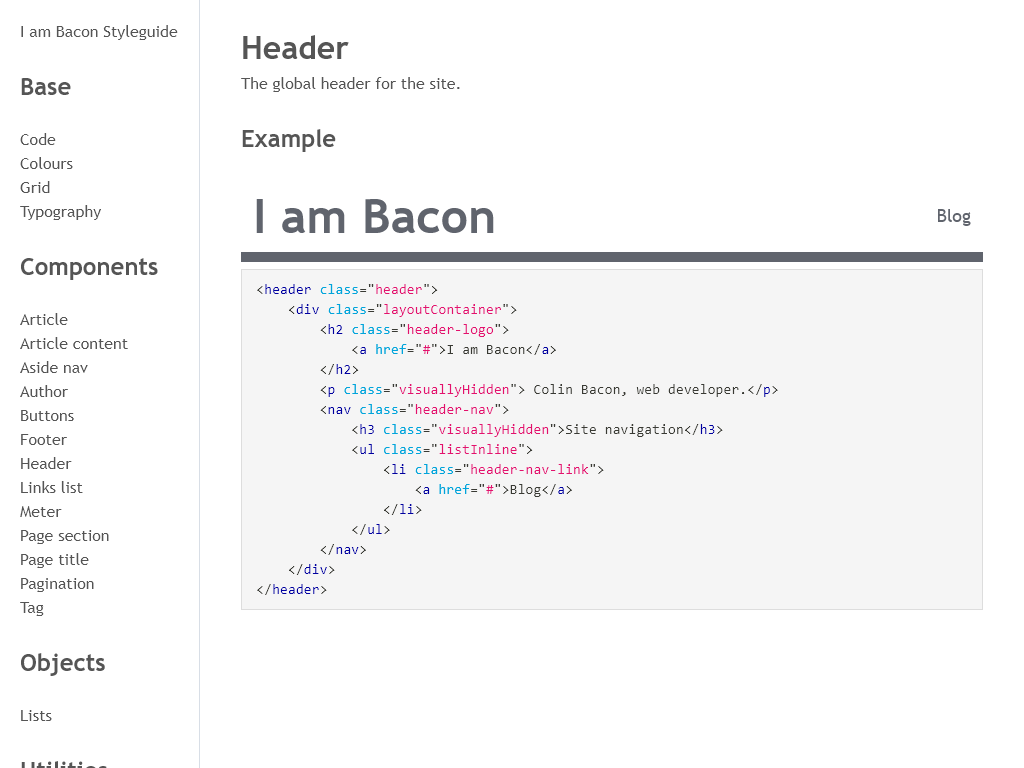 I am Bacon Styleguide
Base
Code
Colours
Grid
Typography
Components
Article
Article content
Aside nav
Author
Buttons
Footer
Header
Links list
Meter
Page section
Page title
Pagination
Tag
Objects
Lists
Utilities
Header
The global header for the site.
Example
I am Bacon
Blog
<header class="header">
    <div class="layoutContainer">
        <h2 class="header-logo">
            <a href="#">I am Bacon</a>
        </h2>
        <p class="visuallyHidden"> Colin Bacon, web developer.</p>
        <nav class="header-nav">
            <h3 class="visuallyHidden">Site navigation</h3>
            <ul class="listInline">
                <li class="header-nav-link">
                    <a href="#">Blog</a>
                </li>
            </ul>
        </nav>
    </div>
</header>